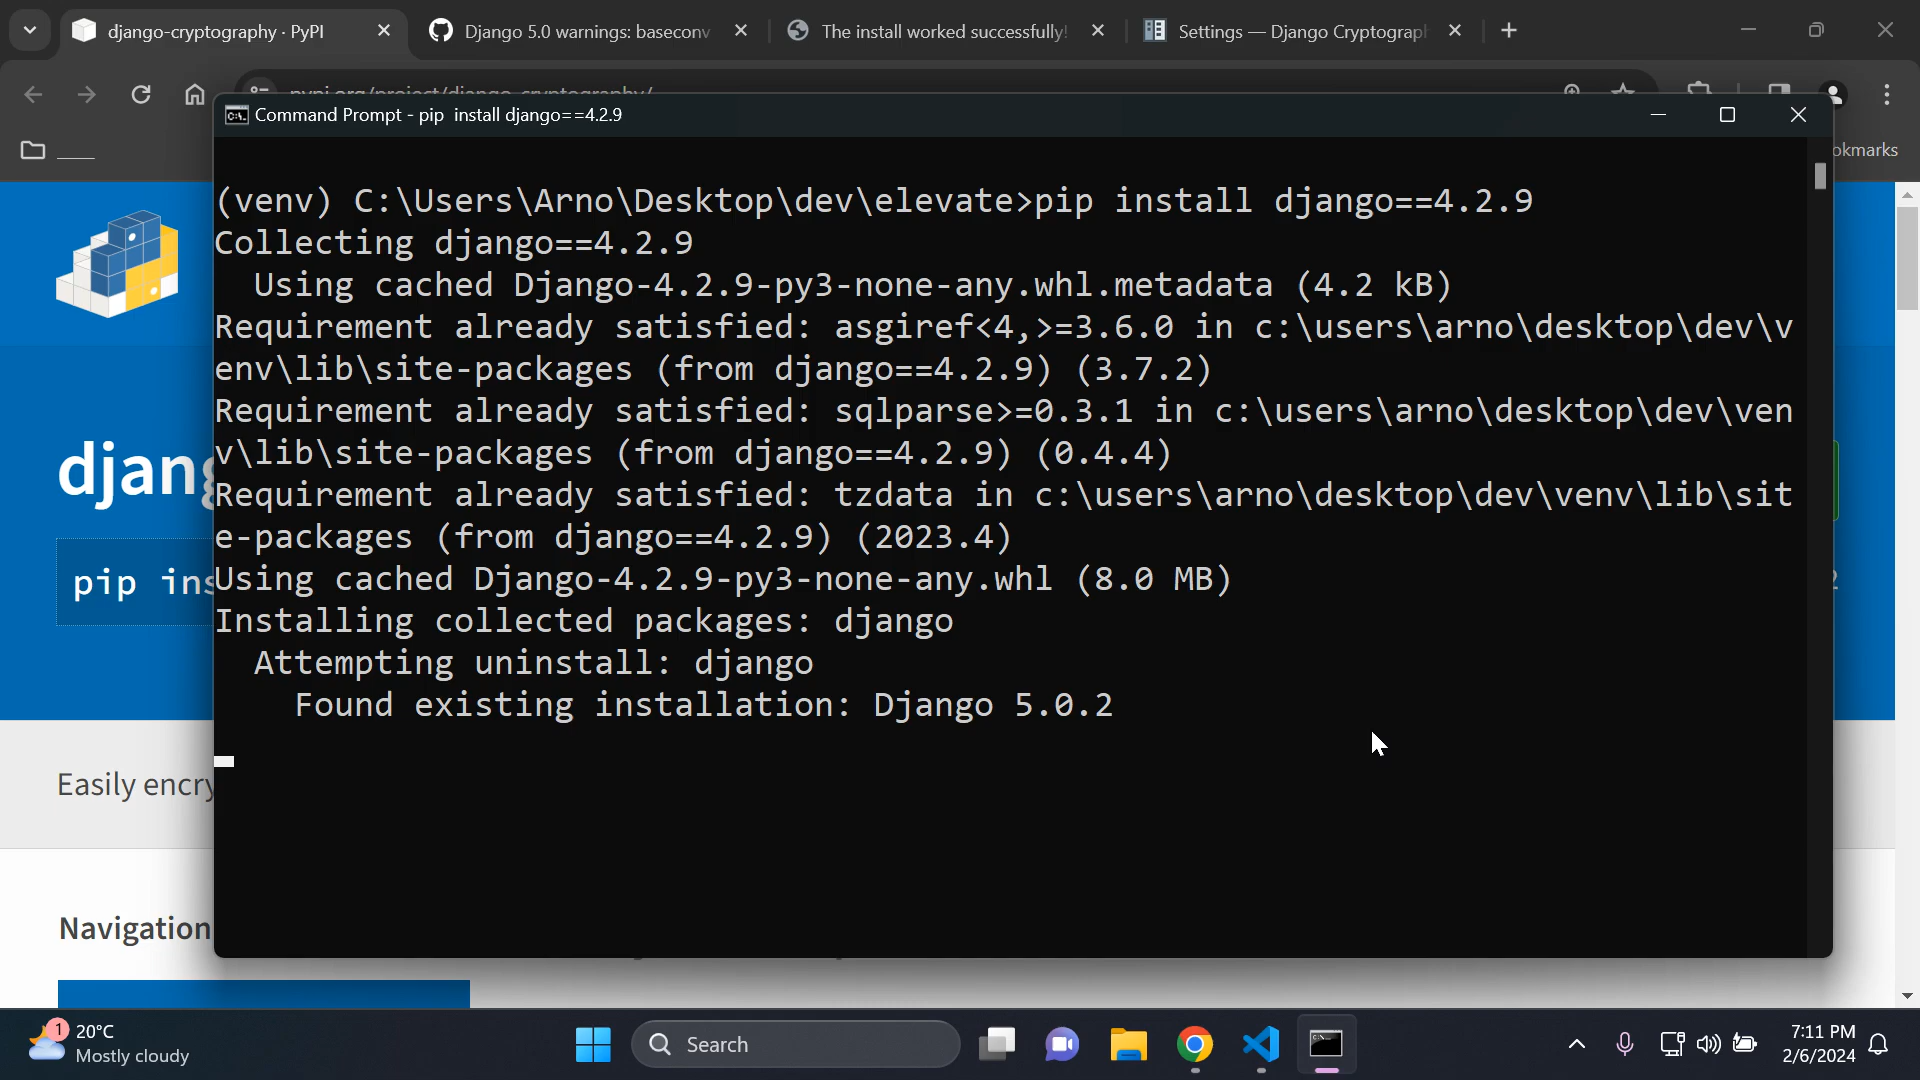 django-cryptography · PyPI
Django 5.0 warnings: baseconv
The install worked successfully!
Settings — Django Cryptograph
pypi.org/project/django-cryptography/
okmarks
Command Prompt - pip  install django==4.2.9
(venv) C:\Users\Arno\Desktop\dev\elevate>pip install django==4.2.9
Collecting django==4.2.9
  Using cached Django-4.2.9-py3-none-any.whl.metadata (4.2 kB)
Requirement already satisfied: asgiref<4,>=3.6.0 in c:\users\arno\desktop\dev\v
env\lib\site-packages (from django==4.2.9) (3.7.2)
Requirement already satisfied: sqlparse>=0.3.1 in c:\users\arno\desktop\dev\ven
v\lib\site-packages (from django==4.2.9) (0.4.4)
Requirement already satisfied: tzdata in c:\users\arno\desktop\dev\venv\lib\sit
e-packages (from django==4.2.9) (2023.4)
Using cached Django-4.2.9-py3-none-any.whl (8.0 MB)
Installing collected packages: django
  Attempting uninstall: django
    Found existing installation: Django 5.0.2
djang
pip ins
Easily encry
Navigation
1
20°C
Mostly cloudy
Search
7:11 PM
2/6/2024